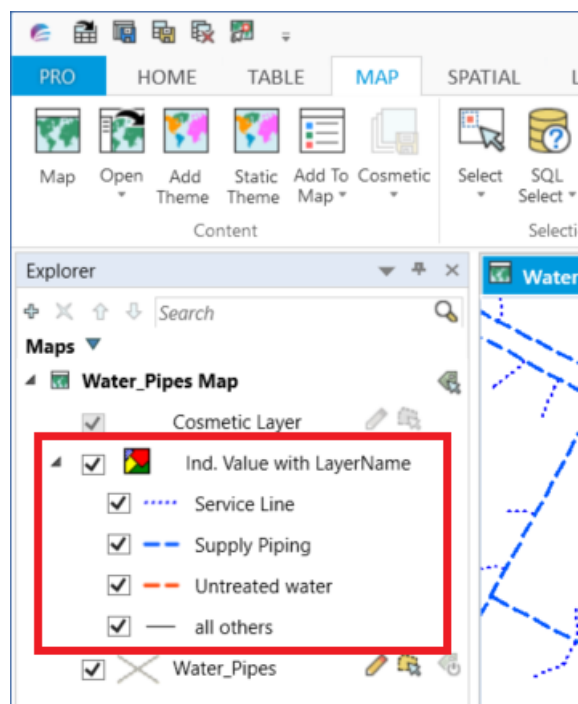 PRO HOME TABLE MAP SPATIAL L
Map Open Add Theme Static Theme Add To Map Cosmetic Select SQL Select
Content Selecti
Explorer
Search
Maps
Water_Pipes Map
Cosmetic Layer
Ind. Value with LayerName
Service Line
Supply Piping
Untreated water
all others
Water_Pipes
Water